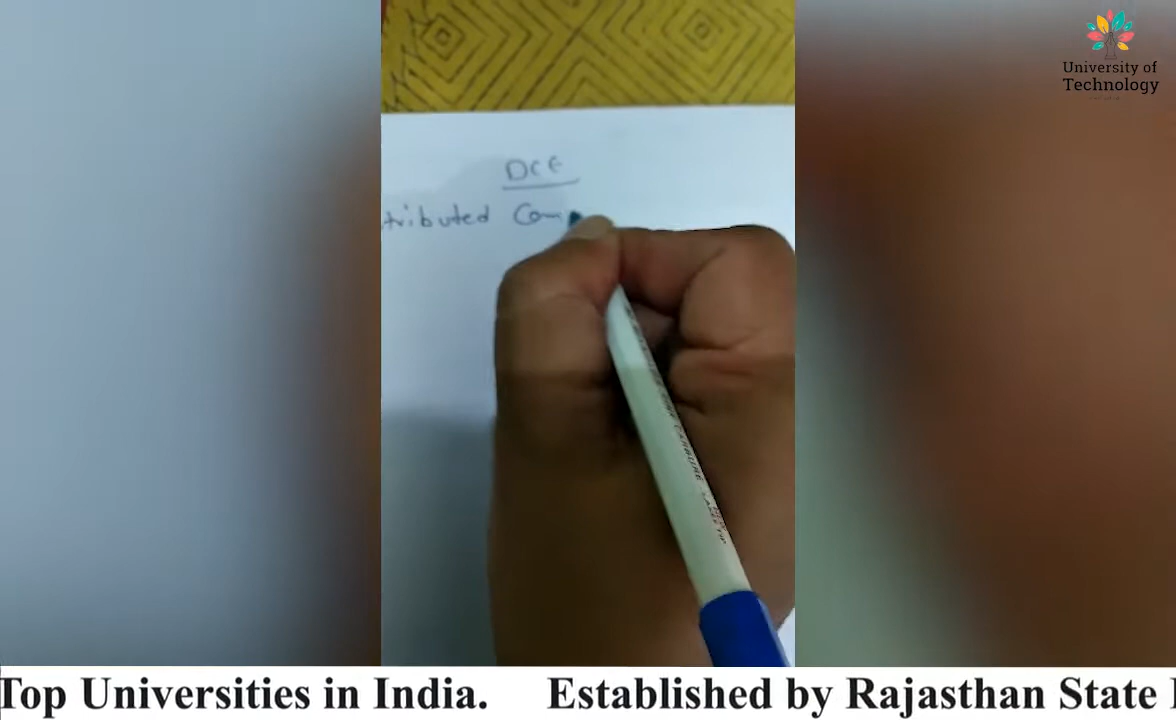 University of
Technology
DCE
tributed Com
Top Universities in India. Established by Rajasthan State